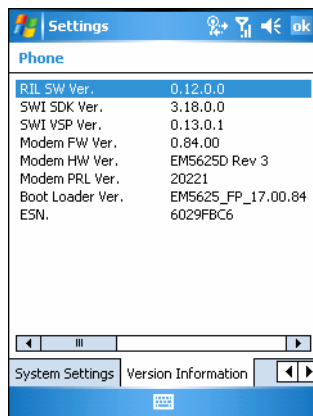 Settings ok
Phone
RIL SW Ver. 0.12.0.0
SWI SDK Ver. 3.18.0.0
SWI VSP Ver. 0.13.0.1
Modem FW Ver. 0.84.00
Modem HW Ver. EM5625D Rev 3
Modem PRL Ver. 20221
Boot Loader Ver. EM5625_FP_17.00.84
ESN. 6029FBC6
System Settings Version Information